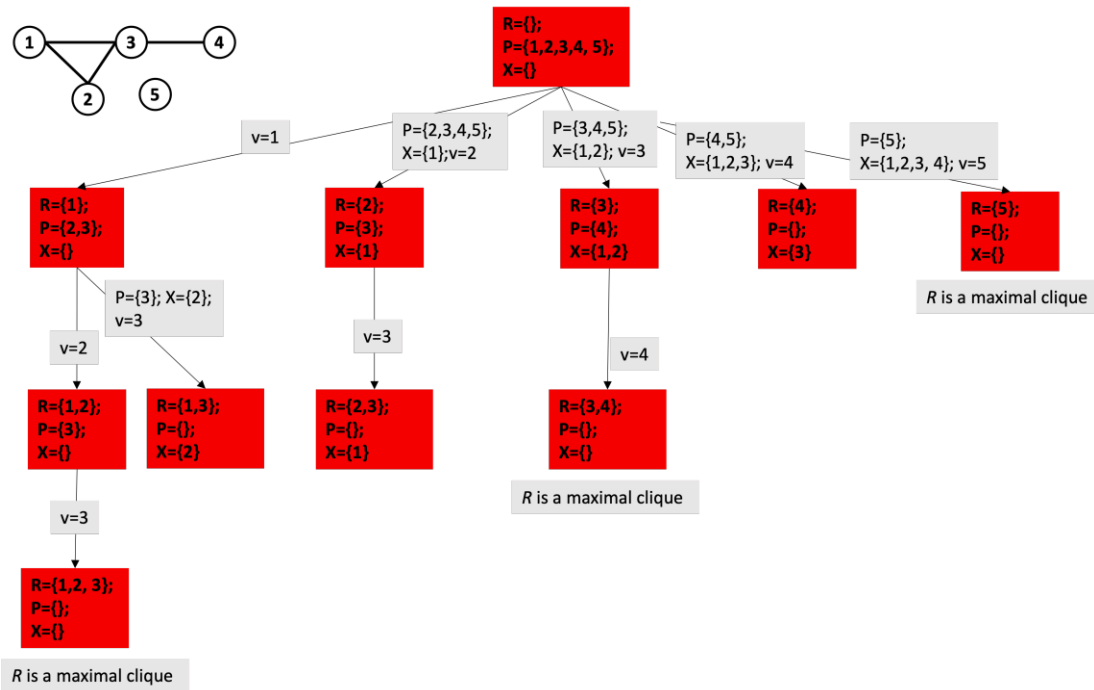 1
3
4
2
5
R={};
P={1,2,3,4, 5};
X={}
v=1
P={2,3,4,5};
X={1};v=2
P={3,4,5};
X={1,2}; v=3
P={4,5};
X={1,2,3}; v=4
P={5};
X={1,2,3, 4}; v=5
R={1};
P={2,3};
X={}
R={2};
P={3};
X={1}
R={3};
P={4};
X={1,2}
R={4};
P={};
X={3}
R={5};
P={};
X={}
R is a maximal clique
P={3}; X={2};
v=3
v=2
v=3
v=4
R={1,2};
P={3};
X={}
R={1,3};
P={};
X={2}
R={2,3};
P={};
X={1}
R={3,4};
P={};
X={}
R is a maximal clique
v=3
R={1,2, 3};
P={};
X={}
R is a maximal clique